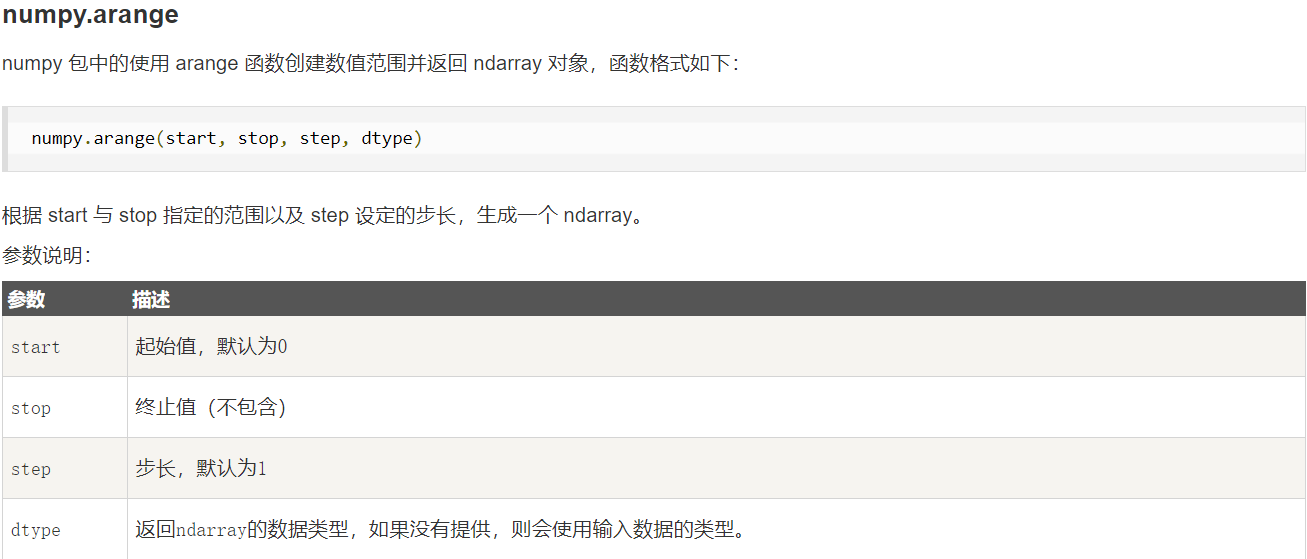 numpy.arange
numpy 包中的使用 arange 函数创建数值范围并返回 ndarray 对象，函数格式如下：
numpy.arange(start, stop, step, dtype)
根据 start 与 stop 指定的范围以及 step 设定的步长，生成一个 ndarray。
参数说明：
参数 描述
start 起始值，默认为0
stop 终止值（不包含）
step 步长，默认为1
dtype 返回ndarray的数据类型，如果没有提供，则会使用输入数据的类型。